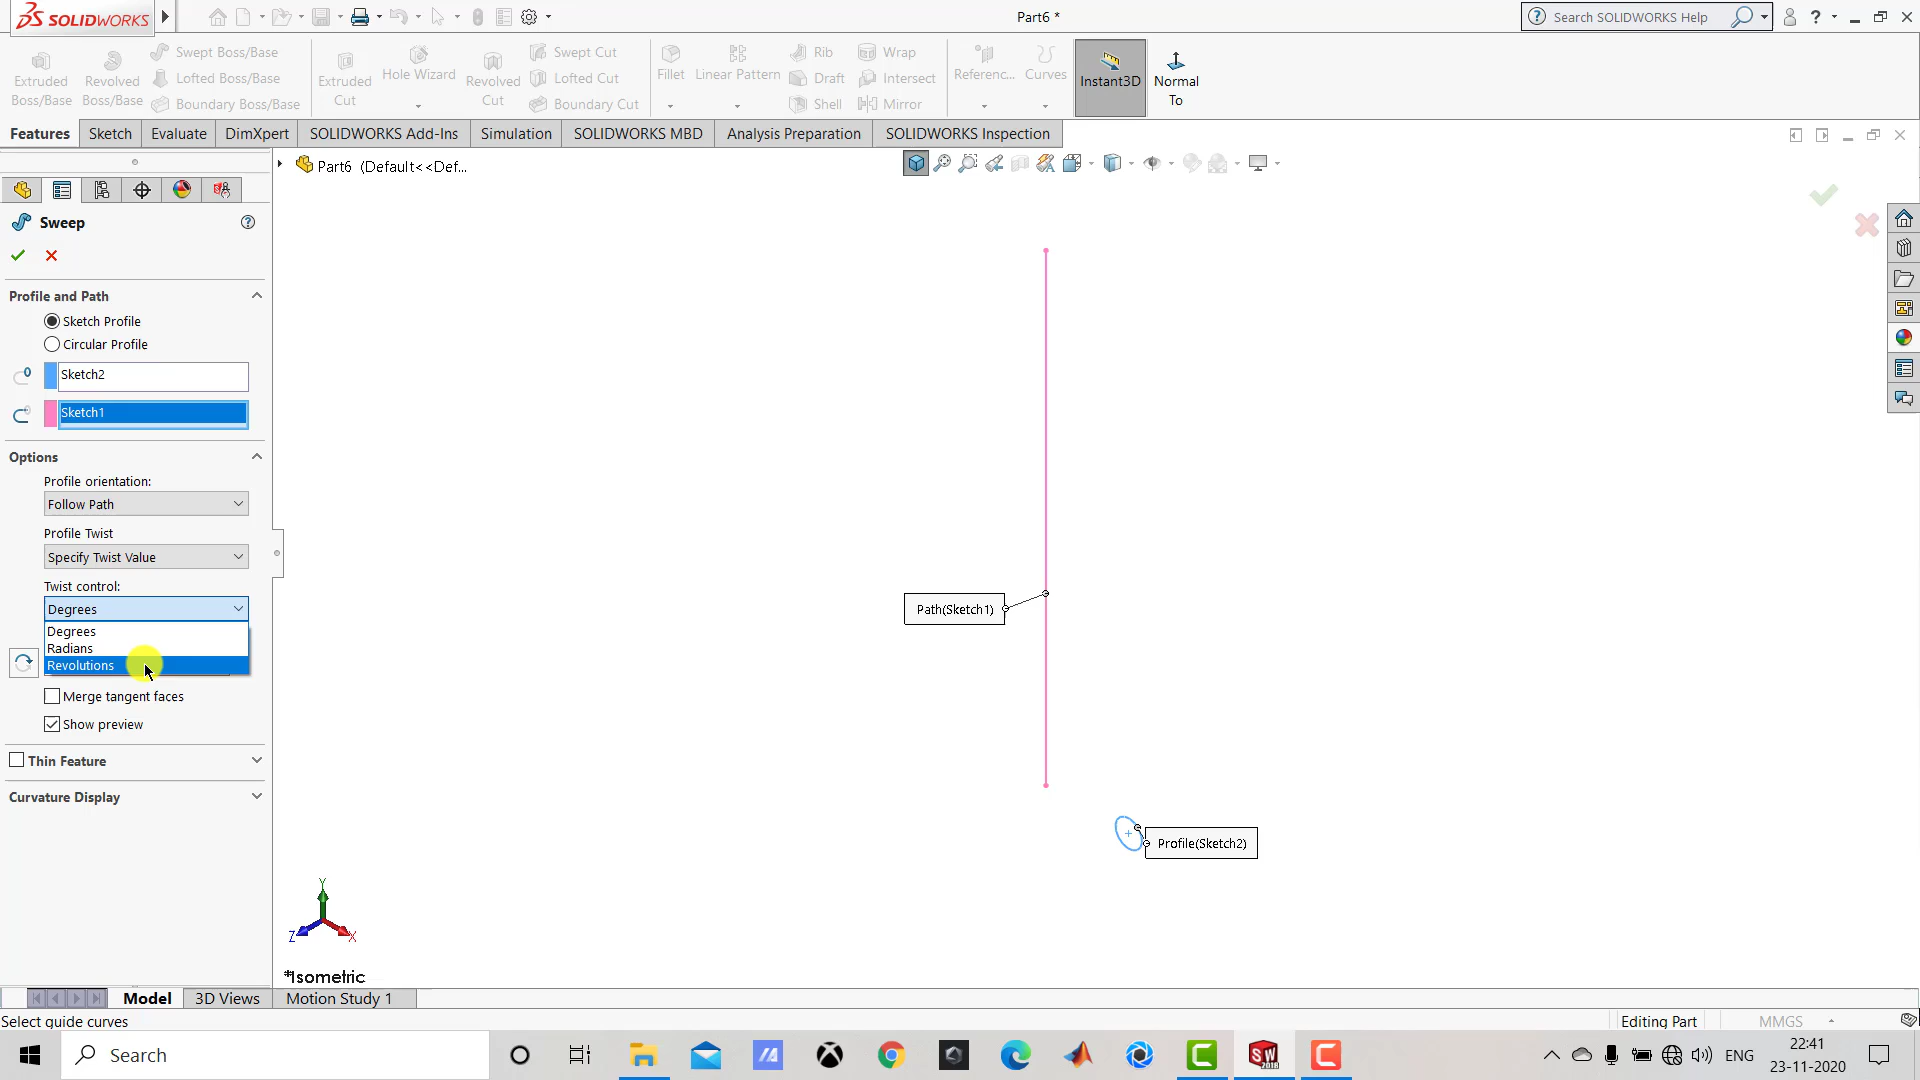 SOLIDWORKS
Part6 *
Search SOLIDWORKS Help
Extruded Boss/Base
Revolved Boss/Base
Swept Boss/Base
Lofted Boss/Base
Boundary Boss/Base
Extruded Cut
Hole Wizard
Revolved Cut
Swept Cut
Lofted Cut
Boundary Cut
Fillet
Linear Pattern
Rib
Draft
Shell
Wrap
Intersect
Mirror
Referenc...
Curves
Instant3D
Normal To
Features
Sketch
Evaluate
DimXpert
SOLIDWORKS Add-Ins
Simulation
SOLIDWORKS MBD
Analysis Preparation
SOLIDWORKS Inspection
Part6 (Default<<Def...
Sweep
Profile and Path
Sketch Profile
Circular Profile
Sketch2
Sketch1
Options
Profile orientation:
Follow Path
Profile Twist
Specify Twist Value
Twist control:
Degrees
Degrees
Radians
Revolutions
Merge tangent faces
Show preview
Thin Feature
Curvature Display
Path(Sketch1)
Profile(Sketch2)
Y
Z
X
*Isometric
Model
3D Views
Motion Study 1
Select guide curves
Editing Part
MMGS
Search
SW
2018
ENG
22:41
23-11-2020